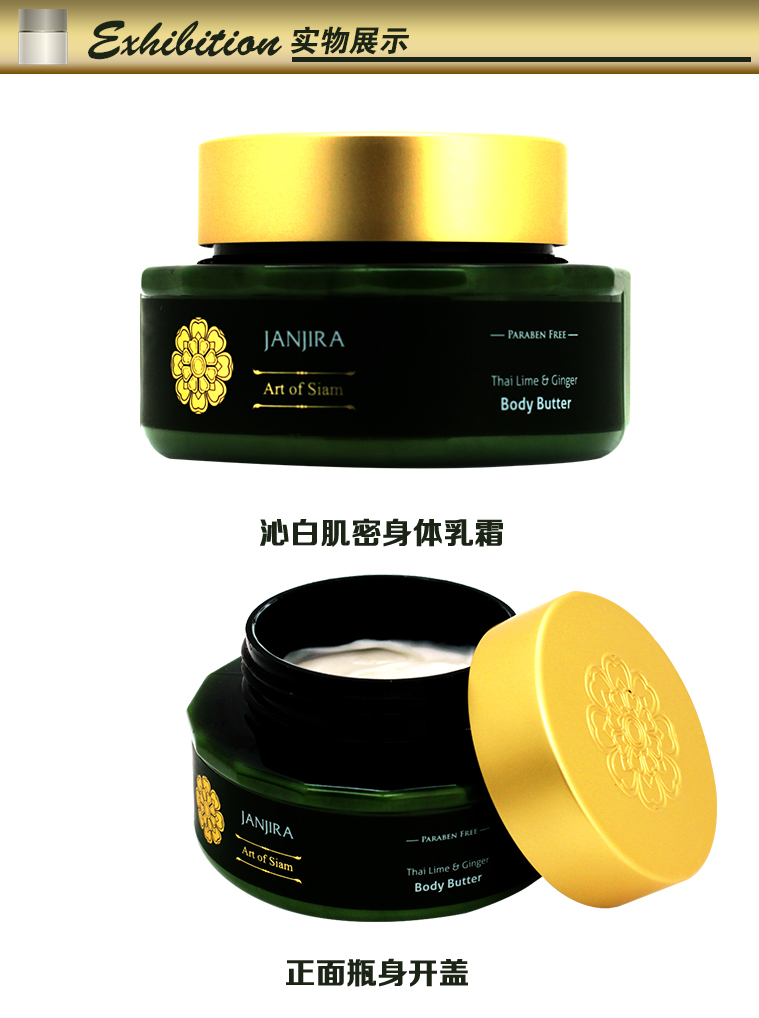 Exhibition 实物展示
JANJIRA
Art of Siam
PARABEN FREE
Thai Lime & Ginger
Body Butter
沁白肌密身体乳霜
JANJIRA
Art of Siam
PARABEN FREE
Thai Lime & Ginger
Body Butter
正面瓶身开盖